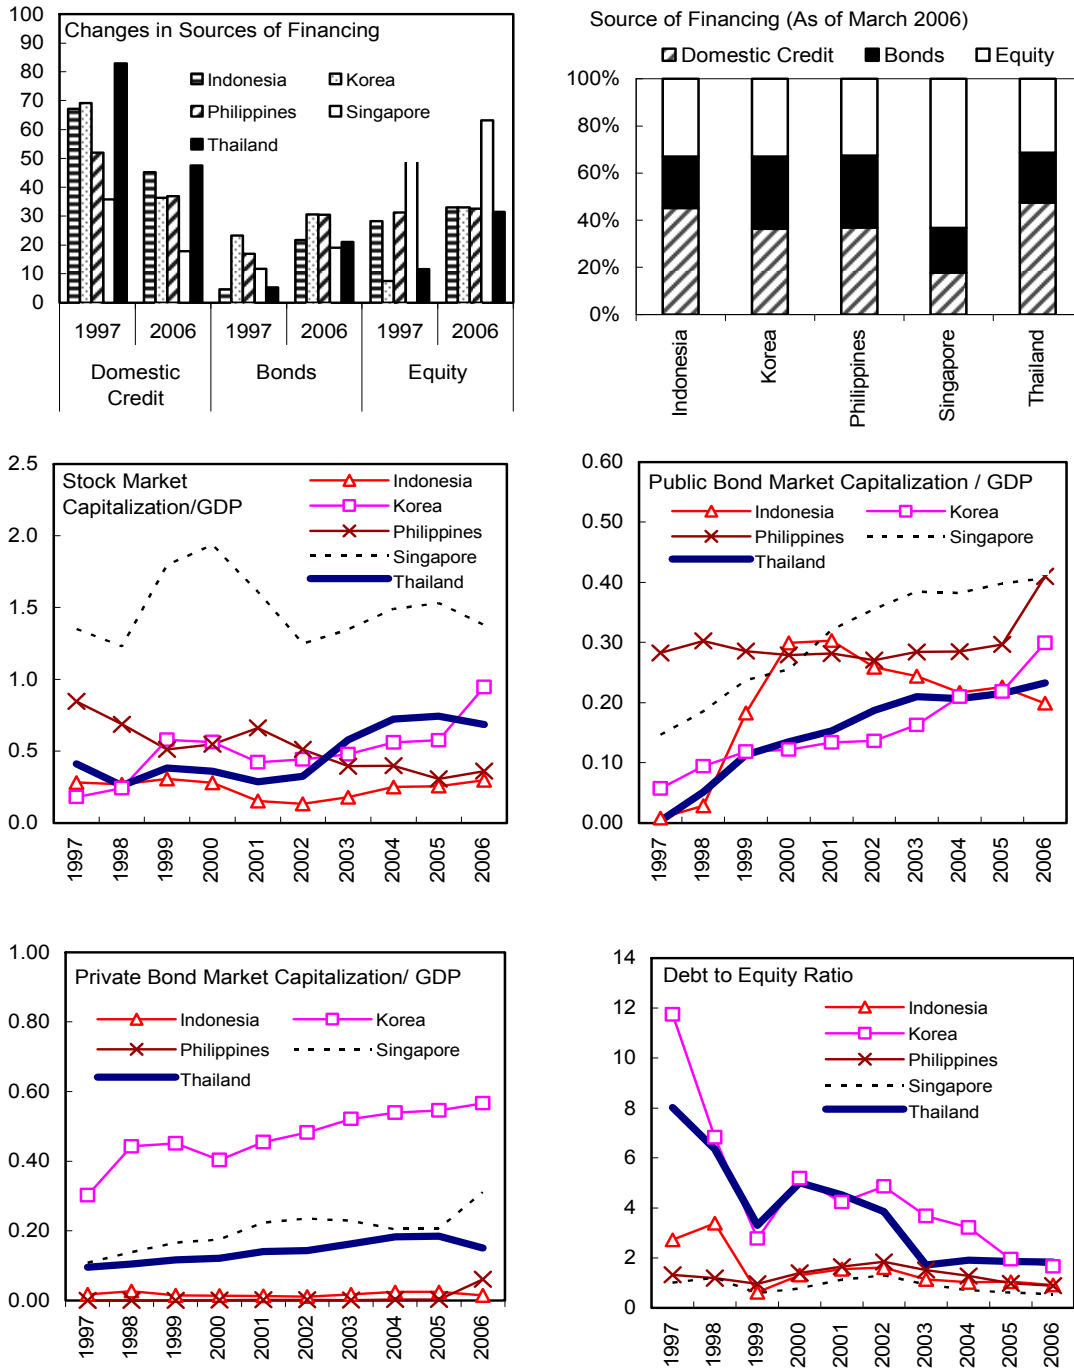 Changes in Sources of Financing
100
90
80
70
60
50
40
30
20
10
0
Indonesia
Korea
Philippines
Singapore
Thailand
1997 2006 1997 2006 1997 2006
Domestic Credit Bonds Equity
Source of Financing (As of March 2006)
Domestic Credit Bonds Equity
100%
80%
60%
40%
20%
0%
Indonesia
Korea
Philippines
Singapore
Thailand
Stock Market
Capitalization/GDP
2.5
2.0
1.5
1.0
0.5
0.0
Indonesia
Korea
Philippines
Singapore
Thailand
1997 1998 1999 2000 2001 2002 2003 2004 2005 2006
Public Bond Market Capitalization / GDP
0.60
0.50
0.40
0.30
0.20
0.10
0.00
Indonesia
Korea
Philippines
Singapore
Thailand
1997 1998 1999 2000 2001 2002 2003 2004 2005 2006
Private Bond Market Capitalization/ GDP
1.00
0.80
0.60
0.40
0.20
0.00
Indonesia
Korea
Philippines
Singapore
Thailand
1997 1998 1999 2000 2001 2002 2003 2004 2005 2006
Debt to Equity Ratio
14
12
10
8
6
4
2
0
Indonesia
Korea
Philippines
Singapore
Thailand
1997 1998 1999 2000 2001 2002 2003 2004 2005 2006